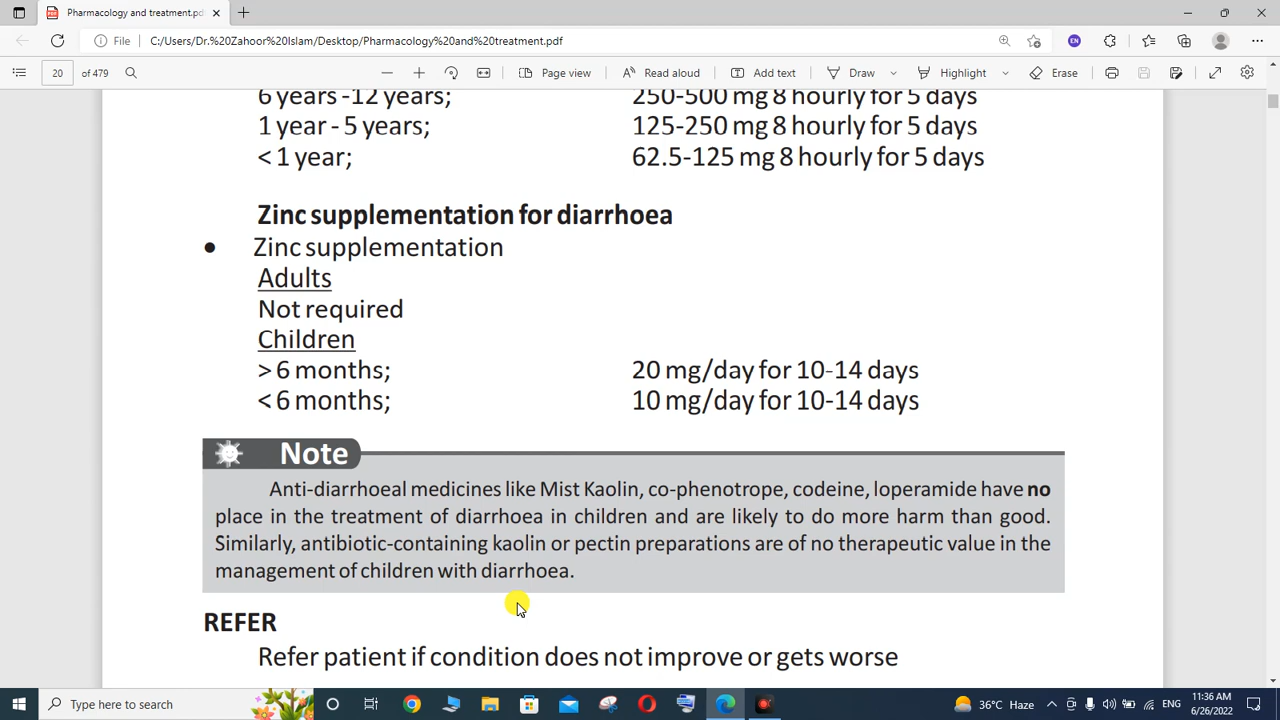 Pharmacology and treatment.pd
File C:/Users/Dr.%20Zahoor%20Islam/Desktop/Pharmacology%20and%20treatment.pdf EN
20 of 479 Page view Read aloud Add text Draw Highlight Erase
6 years -12 years; 250-500 mg 8 hourly for 5 days
1 year - 5 years; 125-250 mg 8 hourly for 5 days
< 1 year; 62.5-125 mg 8 hourly for 5 days
Zinc supplementation for diarrhoea
• Zinc supplementation
Adults
Not required
Children
> 6 months; 20 mg/day for 10-14 days
< 6 months; 10 mg/day for 10-14 days
Note
Anti-diarrhoeal medicines like Mist Kaolin, co-phenotrope, codeine, loperamide have no
place in the treatment of diarrhoea in children and are likely to do more harm than good.
Similarly, antibiotic-containing kaolin or pectin preparations are of no therapeutic value in the
management of children with diarrhoea.
REFER
Refer patient if condition does not improve or gets worse
Type here to search 36°C Haze ENG 11:36 AM
6/26/2022